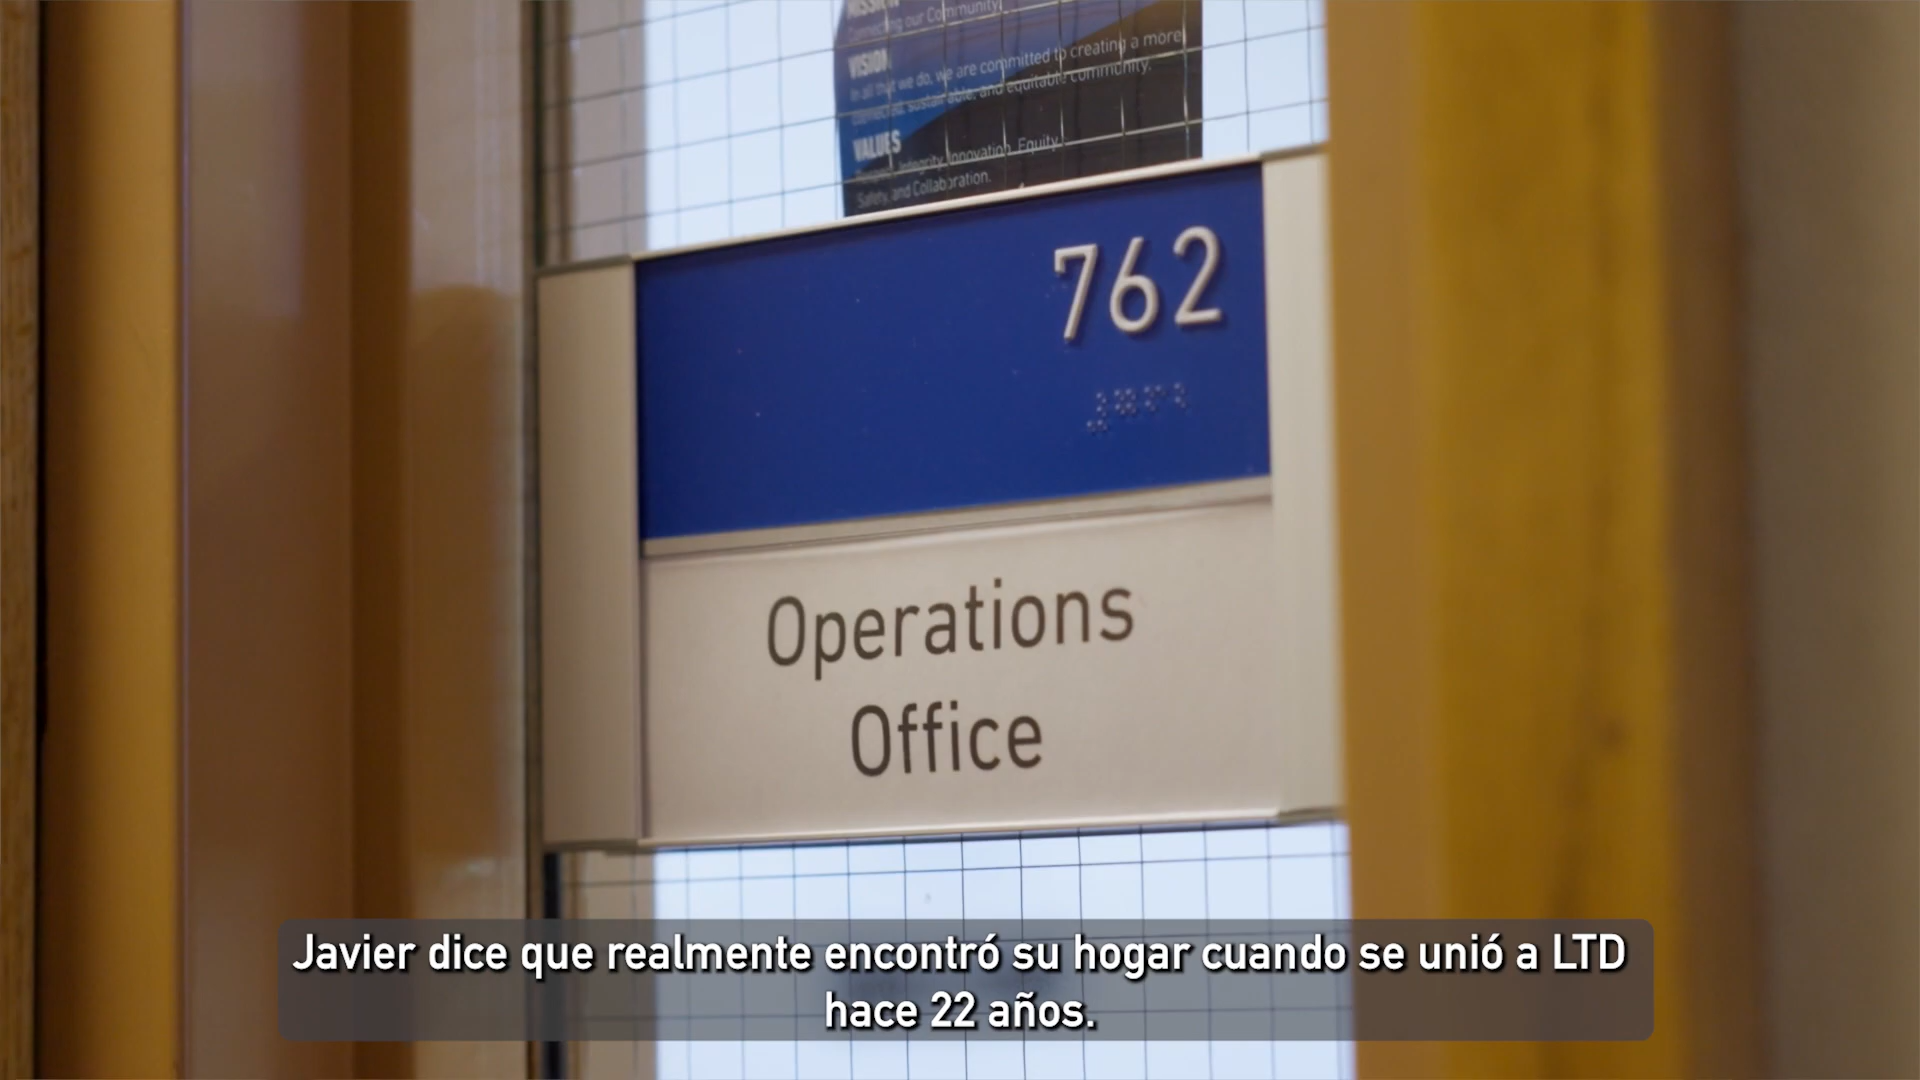 MISSION
Connecting our Community.
VISION
In all that we do, we are committed to creating a more
connected, sustainable, and equitable community.
VALUES
Respect, Integrity, Innovation, Equity,
Safety, and Collaboration.
762
Operations
Office
Javier dice que realmente encontró su hogar cuando se unió a LTD
hace 22 años.